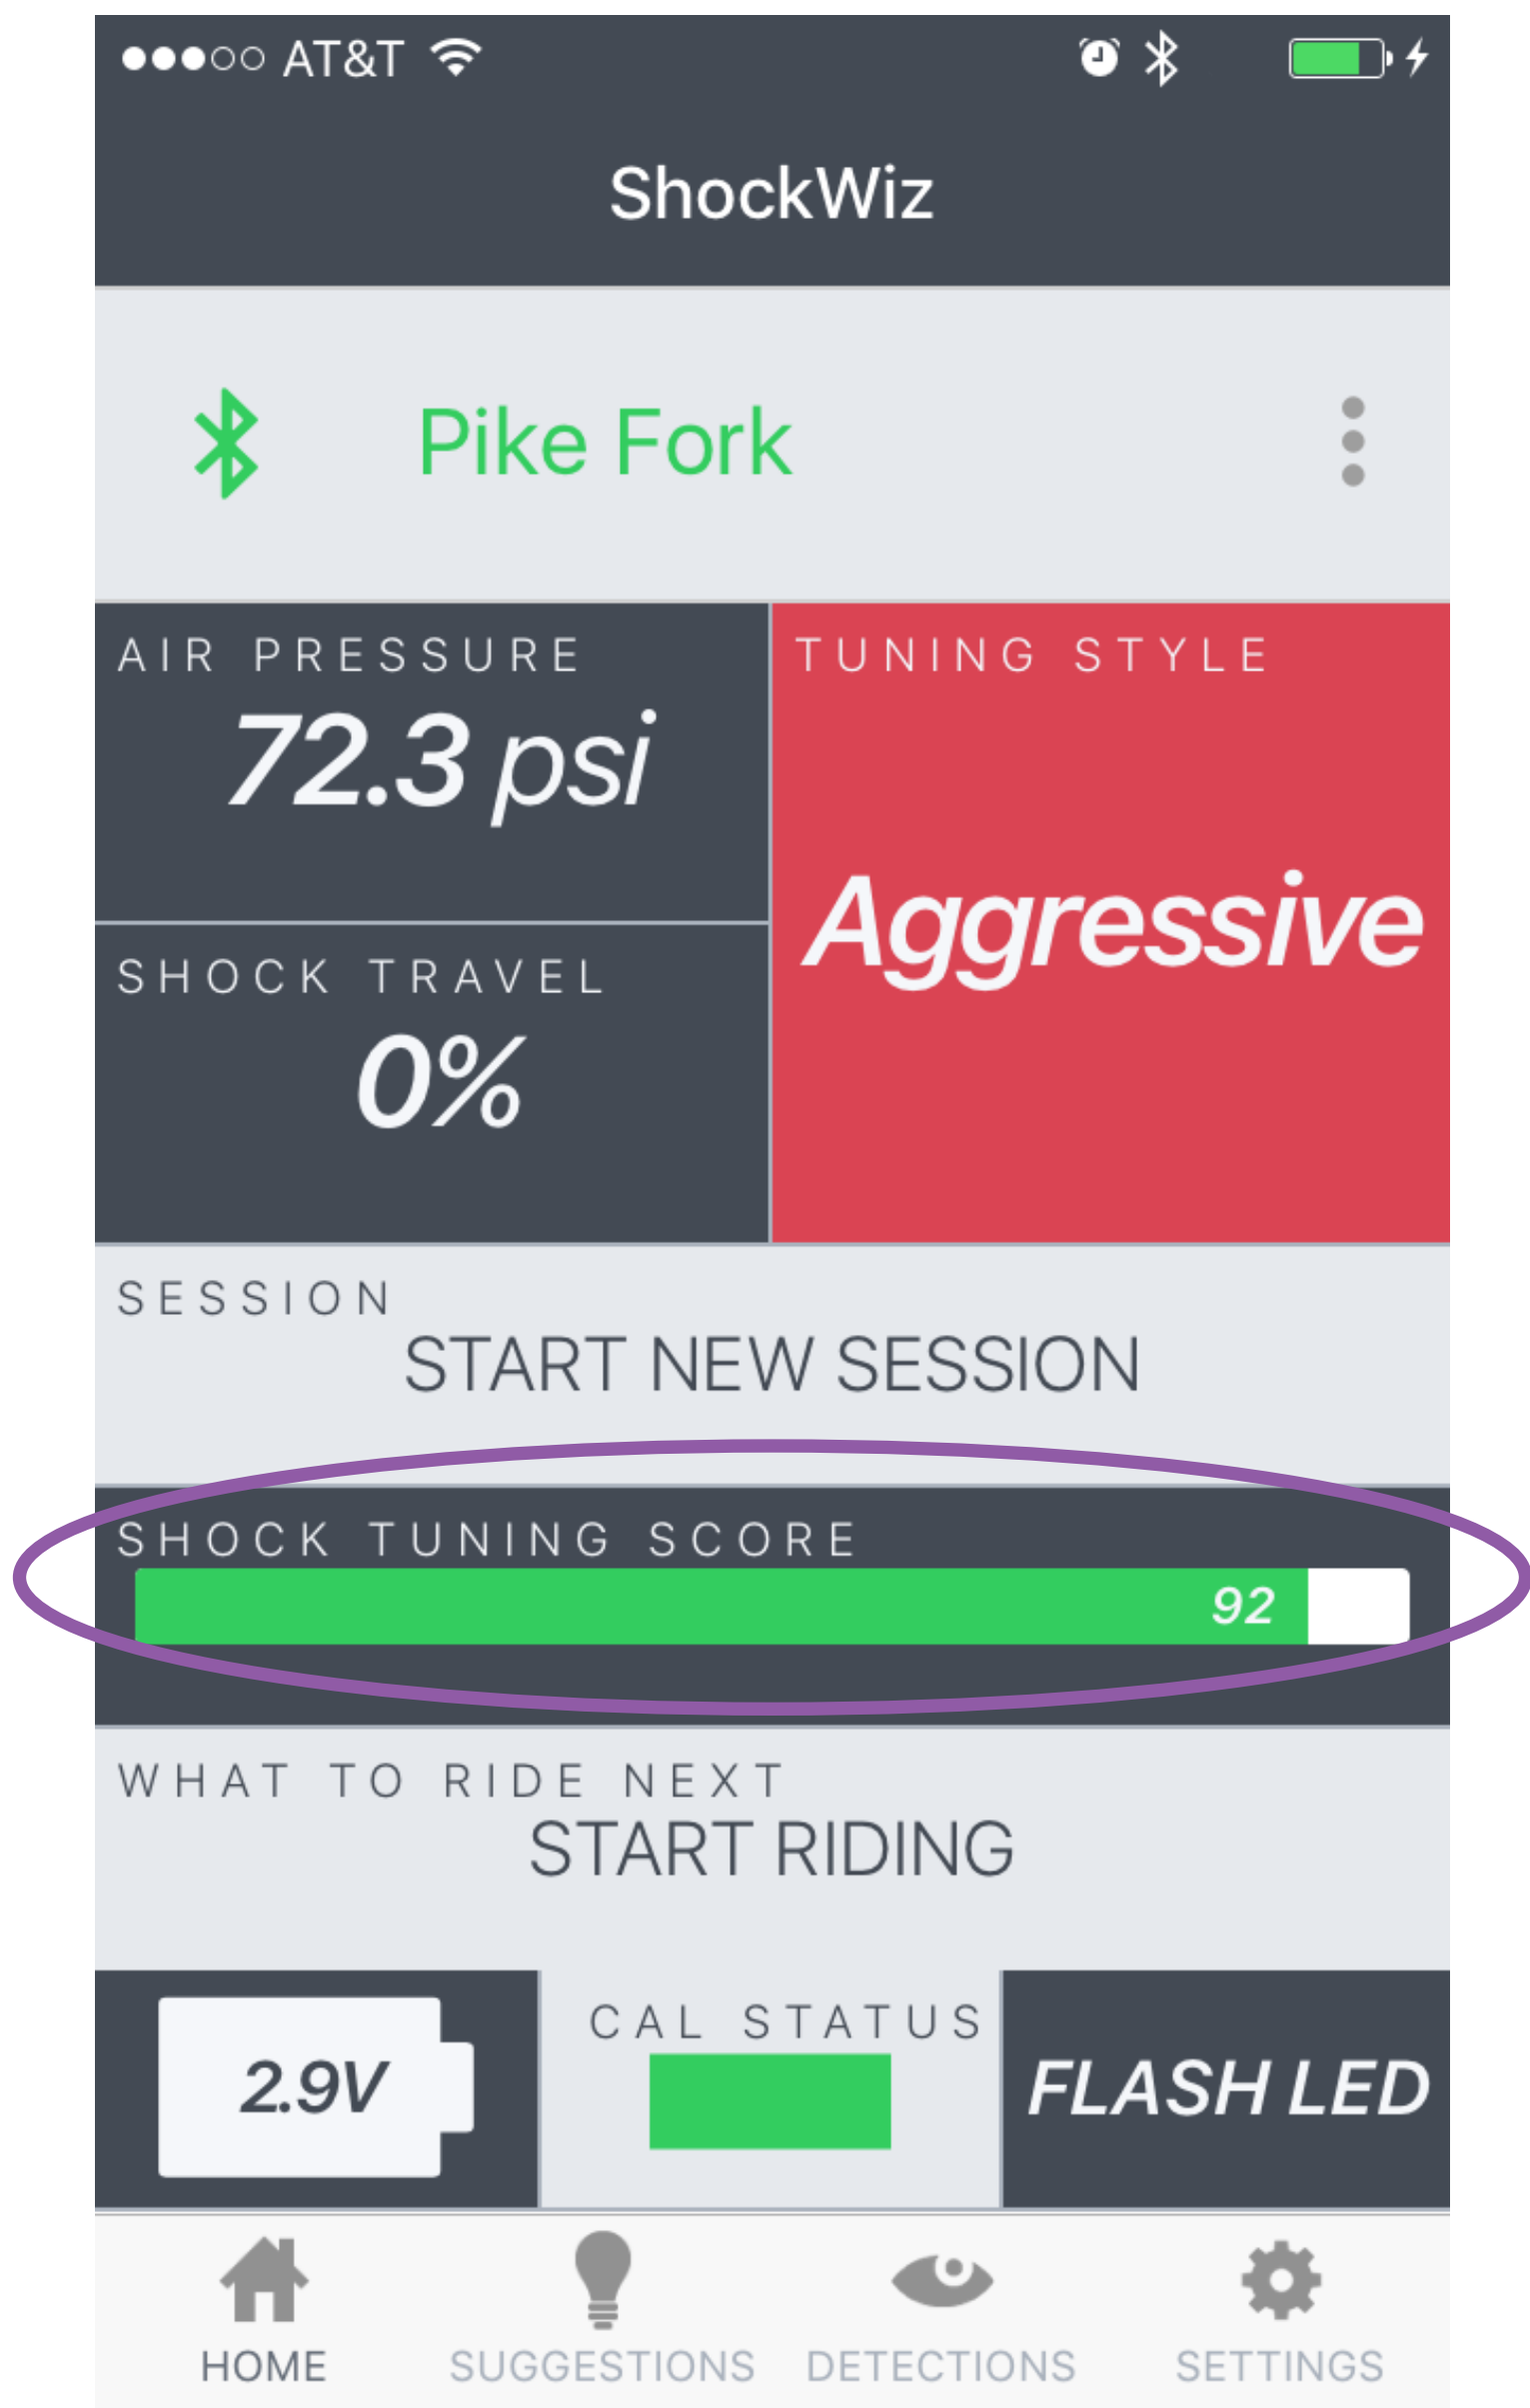 AT&T
ShockWiz
Pike Fork
AIR PRESSURE
72.3 psi
TUNING STYLE
Aggressive
SHOCK TRAVEL
0%
SESSION
START NEW SESSION
SHOCK TUNING SCORE
92
WHAT TO RIDE NEXT
START RIDING
2.9V
CAL STATUS
FLASH LED
HOME
SUGGESTIONS
DETECTIONS
SETTINGS